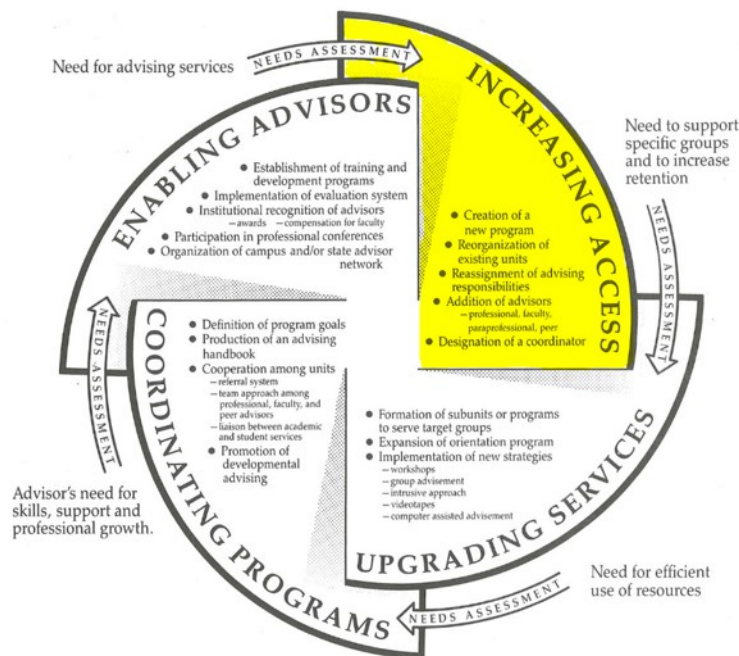 Need for advising services
NEEDS ASSESSMENT
INCREASING ACCESS
Need to support
specific groups
and to increase
retention
NEEDS ASSESSMENT
ENABLING ADVISORS
● Establishment of training and
development programs
● Implementation of evaluation system
● Institutional recognition of advisors
— awards — compensation for faculty
● Participation in professional conferences
● Organization of campus and/or state advisor
network
● Creation of a
new program
● Reorganization of
existing units
● Reassignment of advising
responsibilities
● Addition of advisors
— professional, faculty,
paraprofessional, peer
● Designation of a coordinator
NEEDS ASSESSMENT
COORDINATING PROGRAMS
● Definition of program goals
● Production of an advising
handbook
● Cooperation among units
— referral system
— team approach among
professional, faculty, and
peer advisors
— liaison between academic
and student services
● Promotion of
developmental
advising
● Formation of subunits or programs
to serve target groups
● Expansion of orientation program
● Implementation of new strategies
— workshops
— group advisement
— intrusive approach
— videotapes
— computer assisted advisement
UPGRADING SERVICES
Advisor's need for
skills, support and
professional growth.
NEEDS ASSESSMENT
Need for efficient
use of resources